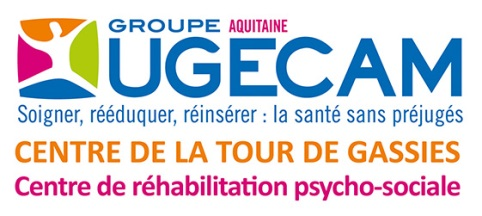 GROUPE AQUITAINE
UGECAM
Soigner, rééduquer, réinsérer : la santé sans préjugés
CENTRE DE LA TOUR DE GASSIES
Centre de réhabilitation psycho-sociale